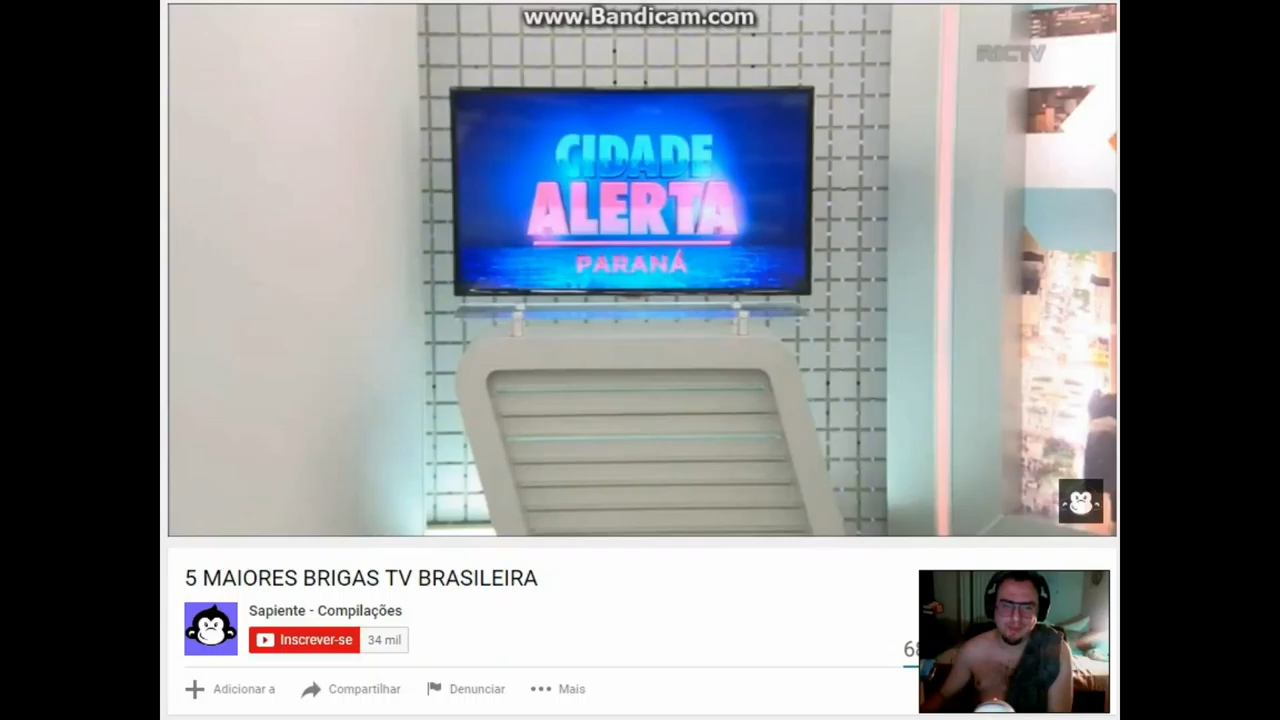 www.Bandicam.com
RICTV
CIDADE
ALERTA
PARANÁ
5 MAIORES BRIGAS TV BRASILEIRA
Sapiente - Compilações
Inscrever-se 34 mil
Adicionar a Compartilhar Denunciar Mais